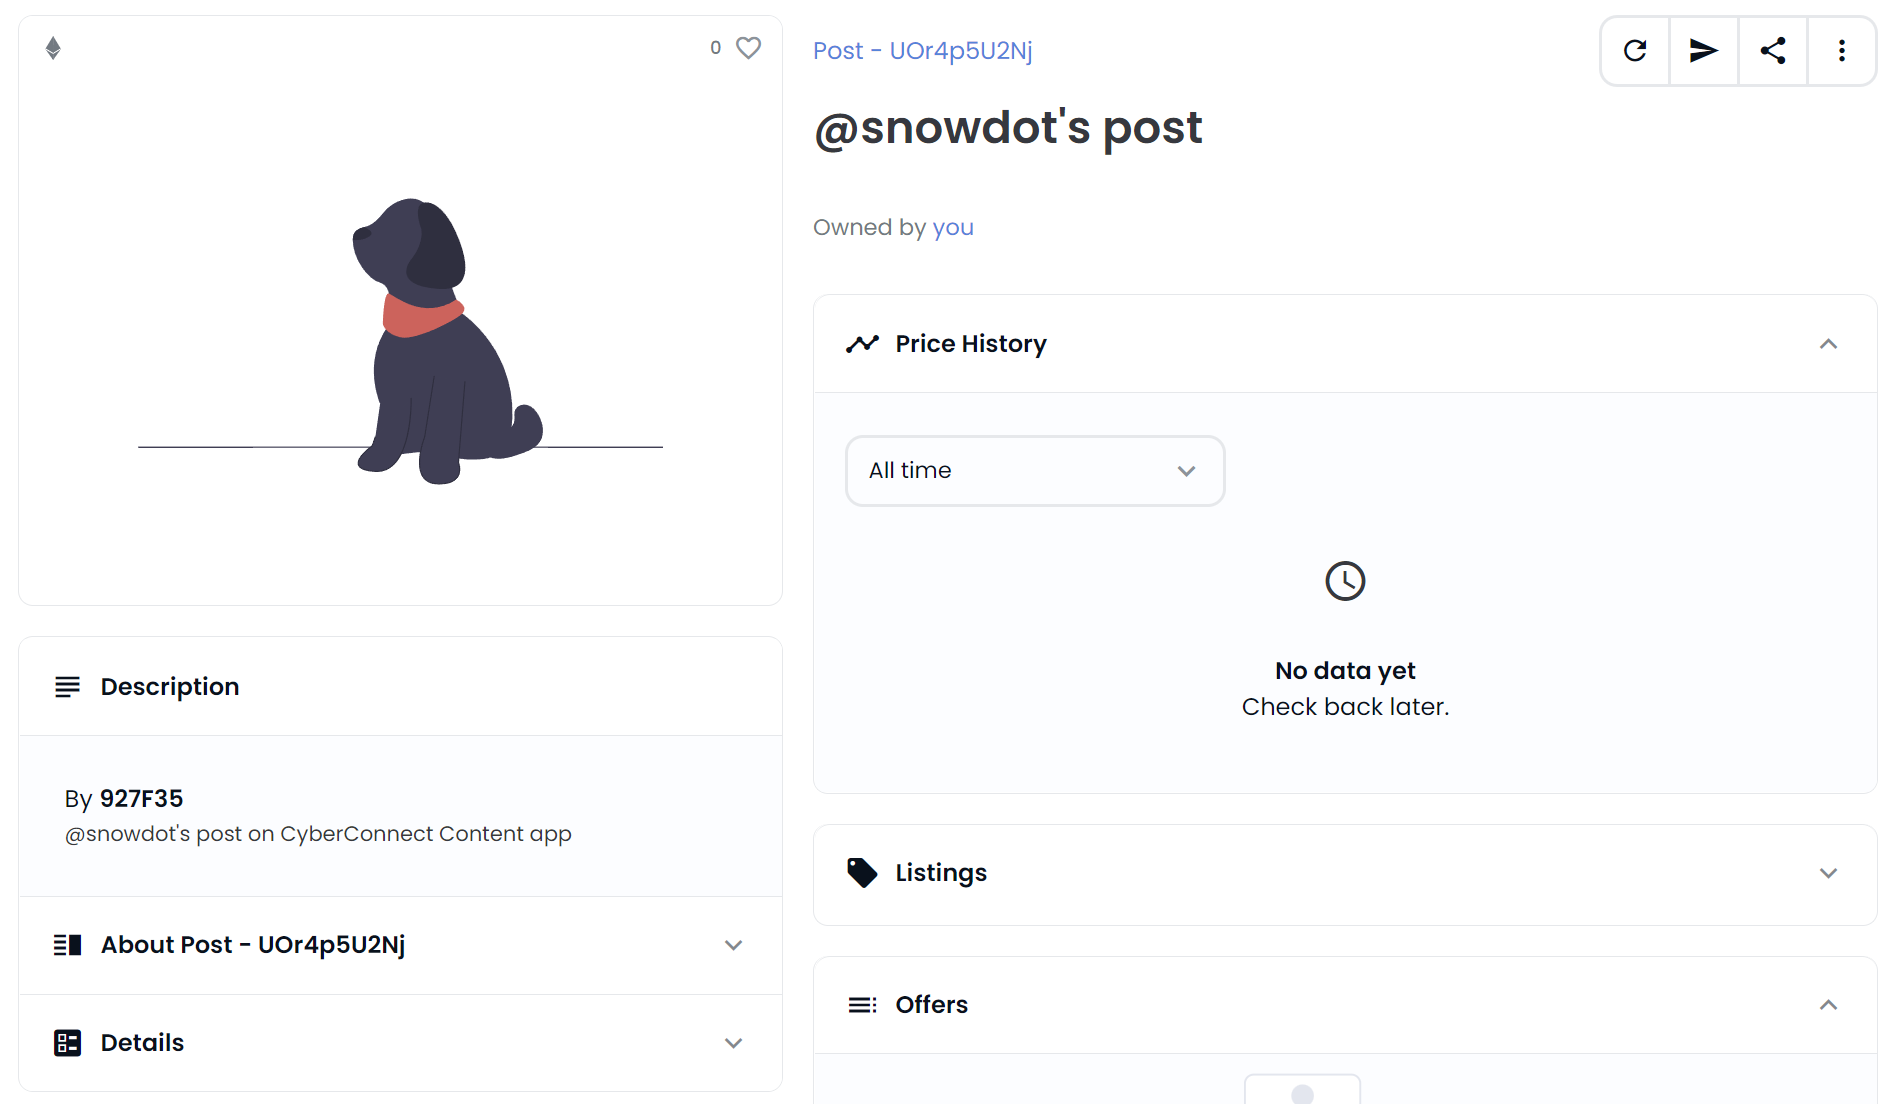 0
Post - UOr4p5U2Nj
@snowdot's post
Owned by you
Price History
All time
No data yet
Check back later.
Listings
Offers
Description
By 927F35
@snowdot's post on CyberConnect Content app
About Post - UOr4p5U2Nj
Details